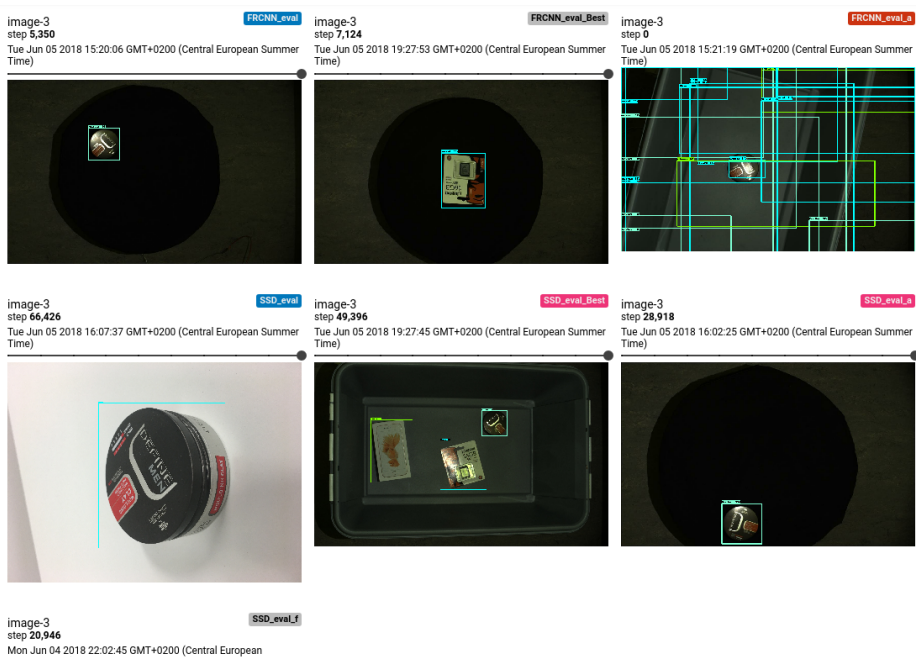 image-3
FRCNN_eval
step 5,350
Tue Jun 05 2018 15:20:06 GMT+0200 (Central European Summer
Time)
image-3
FRCNN_eval_Best
step 7,124
Tue Jun 05 2018 19:27:53 GMT+0200 (Central European Summer
Time)
image-3
FRCNN_eval_a
step 0
Tue Jun 05 2018 15:21:19 GMT+0200 (Central European Summer
Time)
image-3
SSD_eval
step 66,426
Tue Jun 05 2018 16:07:37 GMT+0200 (Central European Summer
Time)
DEFINE
MEN
image-3
SSD_eval_Best
step 49,396
Tue Jun 05 2018 19:27:45 GMT+0200 (Central European Summer
Time)
image-3
SSD_eval_a
step 28,918
Tue Jun 05 2018 16:02:25 GMT+0200 (Central European Summer
Time)
image-3
SSD_eval_f
step 20,946
Mon Jun 04 2018 22:02:45 GMT+0200 (Central European